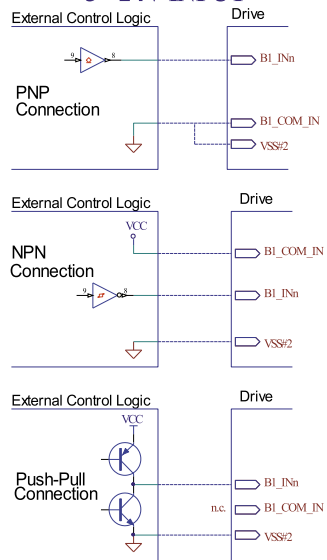 External Control Logic Drive
9 Ω 8 B1_INn
PNP
Connection
B1_COM_IN
VSS#2
External Control Logic Drive
VCC
NPN
Connection
B1_COM_IN
9 8 B1_INn
VSS#2
External Control Logic Drive
VCC
Push-Pull
Connection
B1_INn
n.c. B1_COM_IN
VSS#2